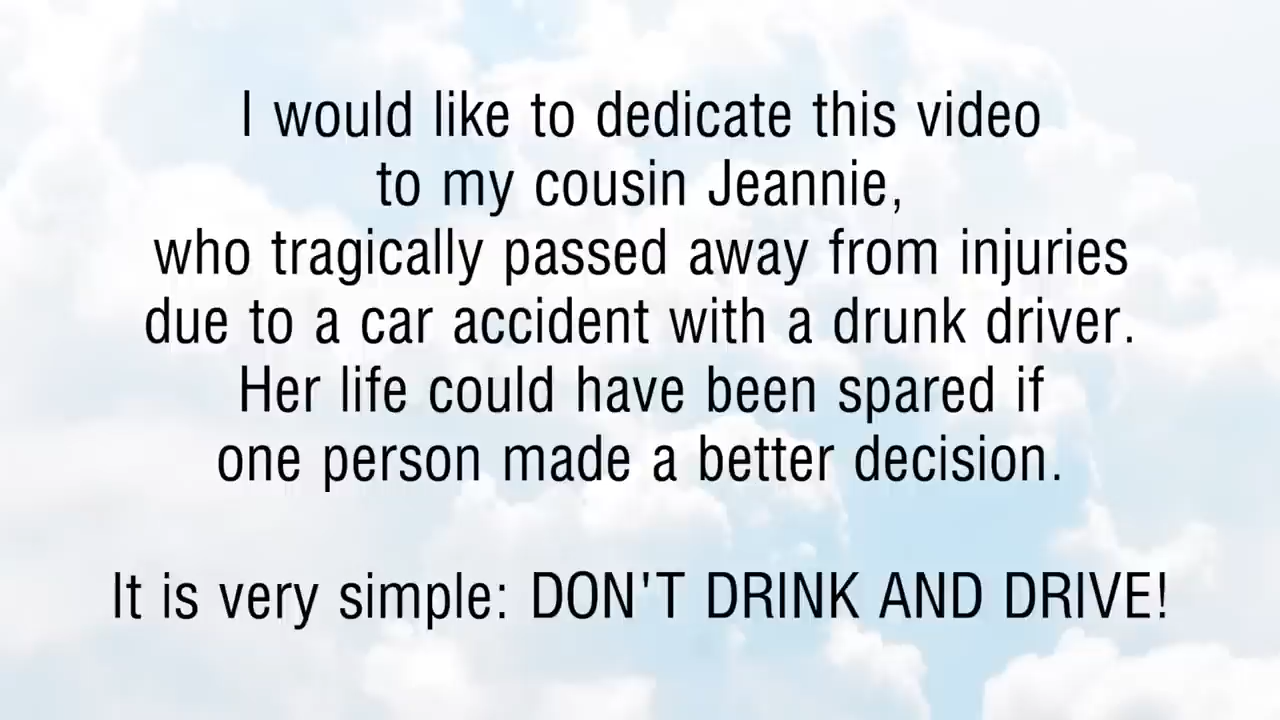 I would like to dedicate this video
to my cousin Jeannie,
who tragically passed away from injuries
due to a car accident with a drunk driver.
Her life could have been spared if
one person made a better decision.
It is very simple: DON'T DRINK AND DRIVE!